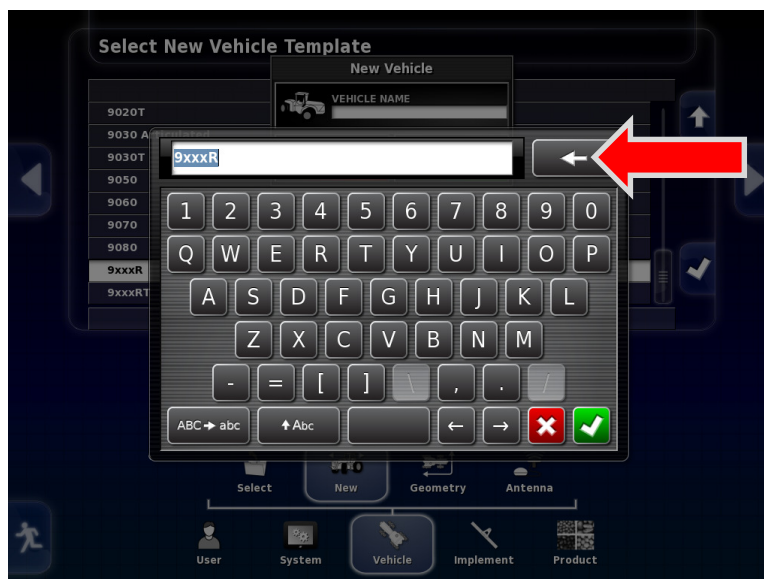 Select New Vehicle Template
New Vehicle
VEHICLE NAME
9020T
9030 Articulated
9030T
9050
9060
9070
9080
9xxxR
9xxxRT
9xxxR
1 2 3 4 5 6 7 8 9 0
Q W E R T Y U I O P
A S D F G H J K L
Z X C V B N M
- = [ ] \ , . /
ABC→ abc Abc ← →
Select New Geometry Antenna
User System Vehicle Implement Product